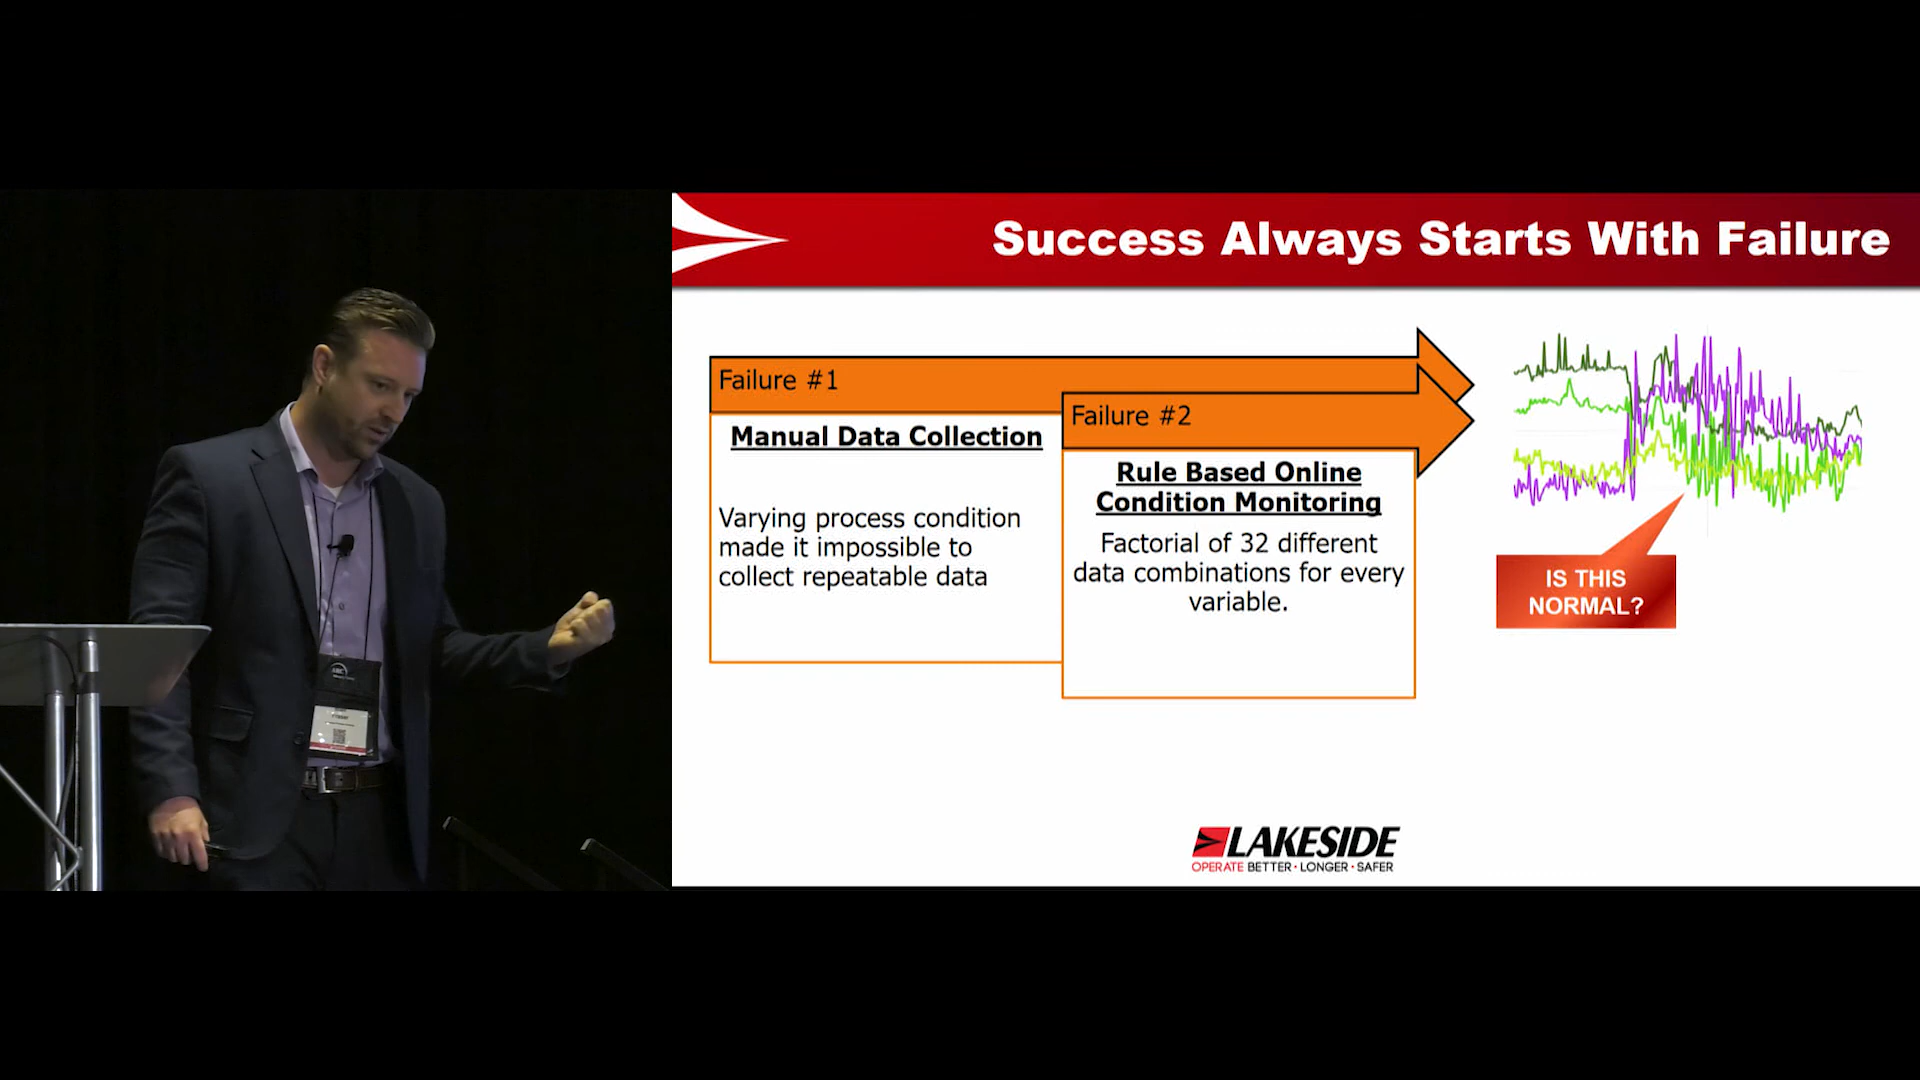 Success Always Starts With Failure
Failure #1
Manual Data Collection
Varying process condition
made it impossible to
collect repeatable data
Failure #2
Rule Based Online
Condition Monitoring
Factorial of 32 different
data combinations for every
variable.
IS THIS
NORMAL?
LAKESIDE
OPERATE BETTER · LONGER · SAFER